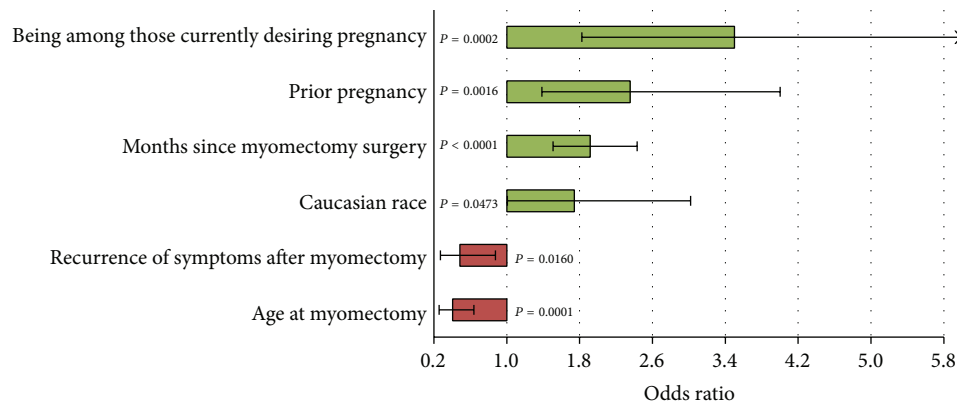 Being among those currently desiring pregnancy
P = 0.0002
Prior pregnancy
P = 0.0016
Months since myomectomy surgery
P < 0.0001
Caucasian race
P = 0.0473
Recurrence of symptoms after myomectomy
P = 0.0160
Age at myomectomy
P = 0.0001
0.2 1.0 1.8 2.6 3.4 4.2 5.0 5.8
Odds ratio